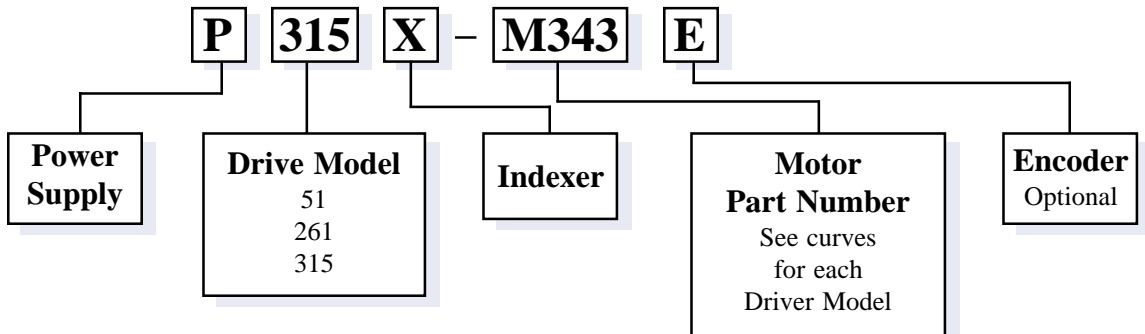 P 315 X – M343 E
Power
Supply
Drive Model
51
261
315
Indexer
Motor
Part Number
See curves
for each
Driver Model
Encoder
Optional